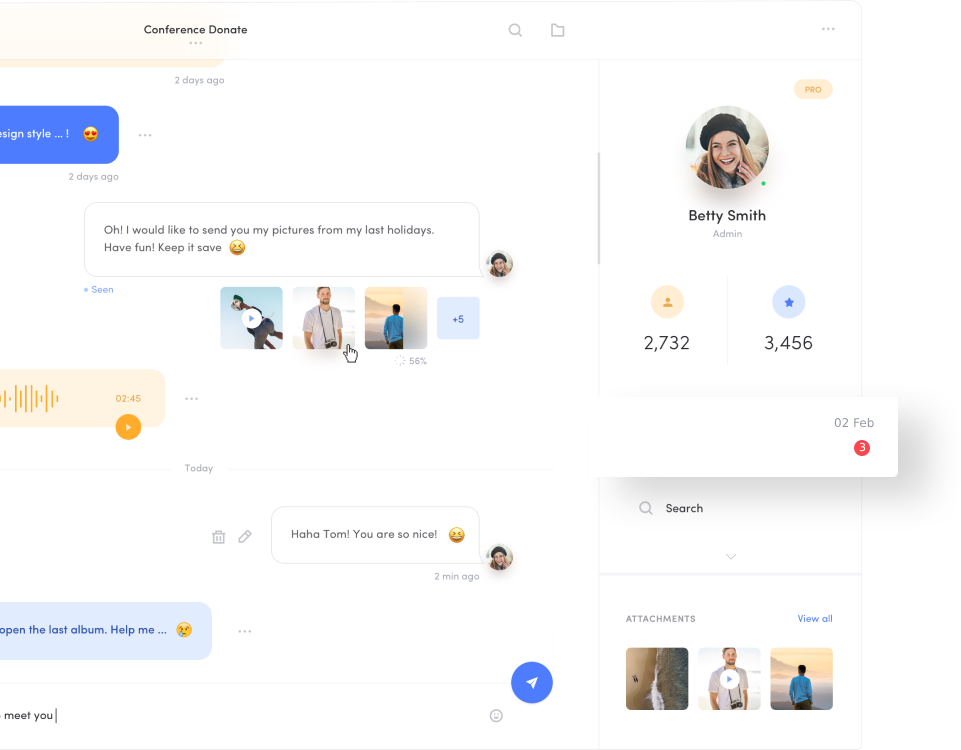 Conference Donate
2 days ago
PRO
esign style ... !
2 days ago
Oh! I would like to send you my pictures from my last holidays.
Have fun! Keep it save
Seen
+5
56%
Betty Smith
Admin
2,732
3,456
02:45
02 Feb
3
Today
Search
Haha Tom! You are so nice!
2 min ago
open the last album. Help me ...
ATTACHMENTS
View all
meet you